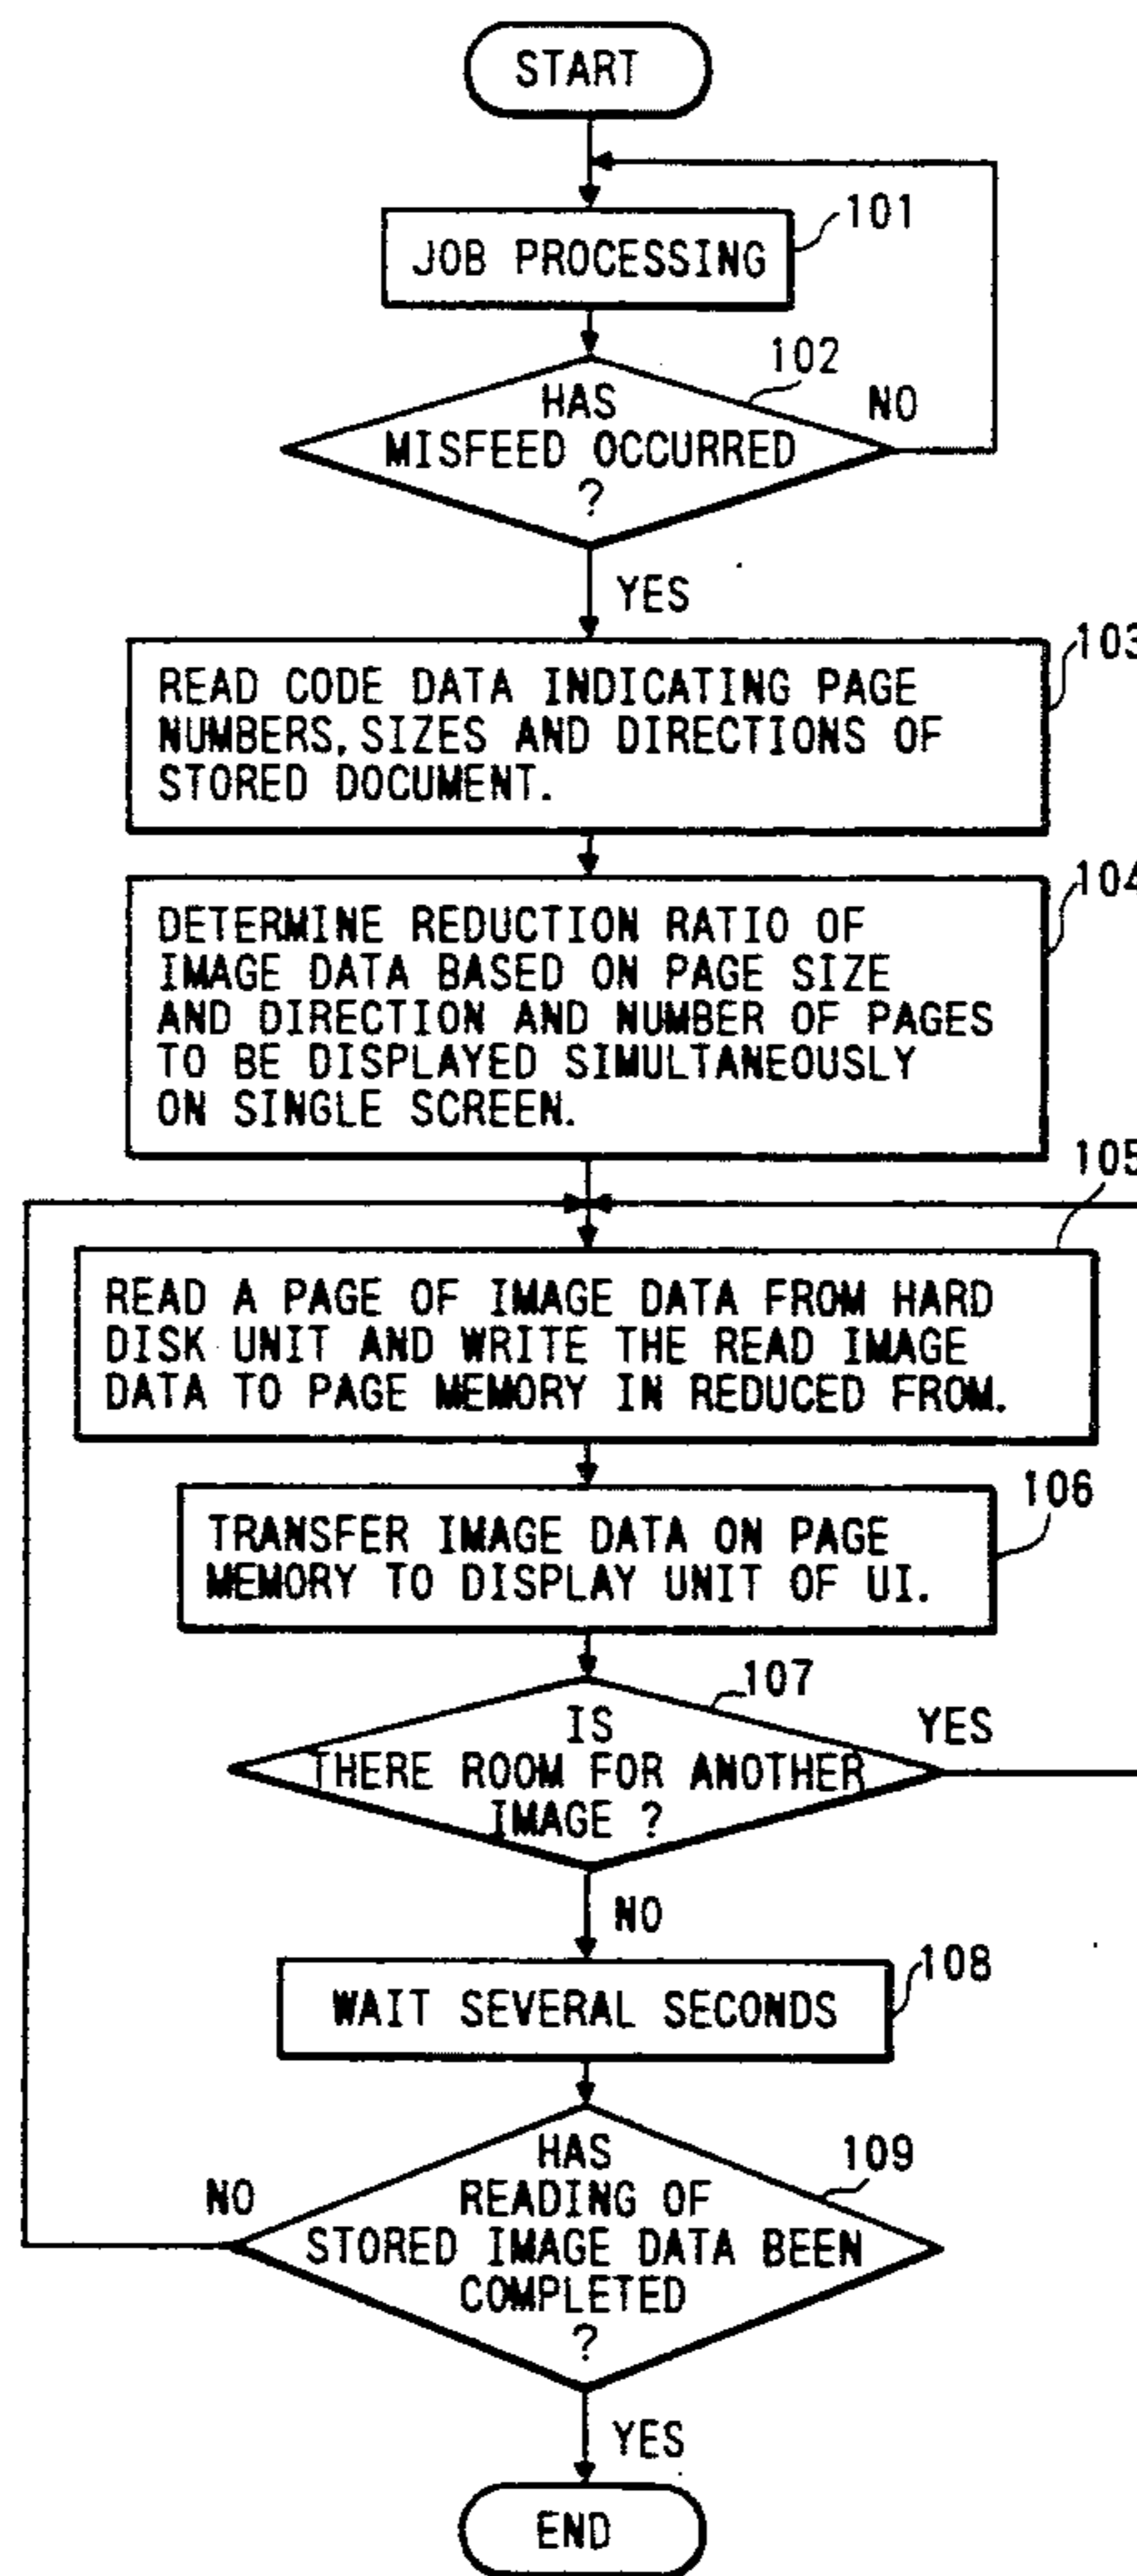 START
101
JOB PROCESSING
102
HAS
MISFEED OCCURRED
?
NO
YES
103
READ CODE DATA INDICATING PAGE
NUMBERS, SIZES AND DIRECTIONS OF
STORED DOCUMENT.
104
DETERMINE REDUCTION RATIO OF
IMAGE DATA BASED ON PAGE SIZE
AND DIRECTION AND NUMBER OF PAGES
TO BE DISPLAYED SIMULTANEOUSLY
ON SINGLE SCREEN.
105
READ A PAGE OF IMAGE DATA FROM HARD
DISK UNIT AND WRITE THE READ IMAGE
DATA TO PAGE MEMORY IN REDUCED FROM.
106
TRANSFER IMAGE DATA ON PAGE
MEMORY TO DISPLAY UNIT OF UI.
107
IS
THERE ROOM FOR ANOTHER
IMAGE ?
YES
NO
108
WAIT SEVERAL SECONDS
109
HAS
READING OF
STORED IMAGE DATA BEEN
COMPLETED
?
NO
YES
END